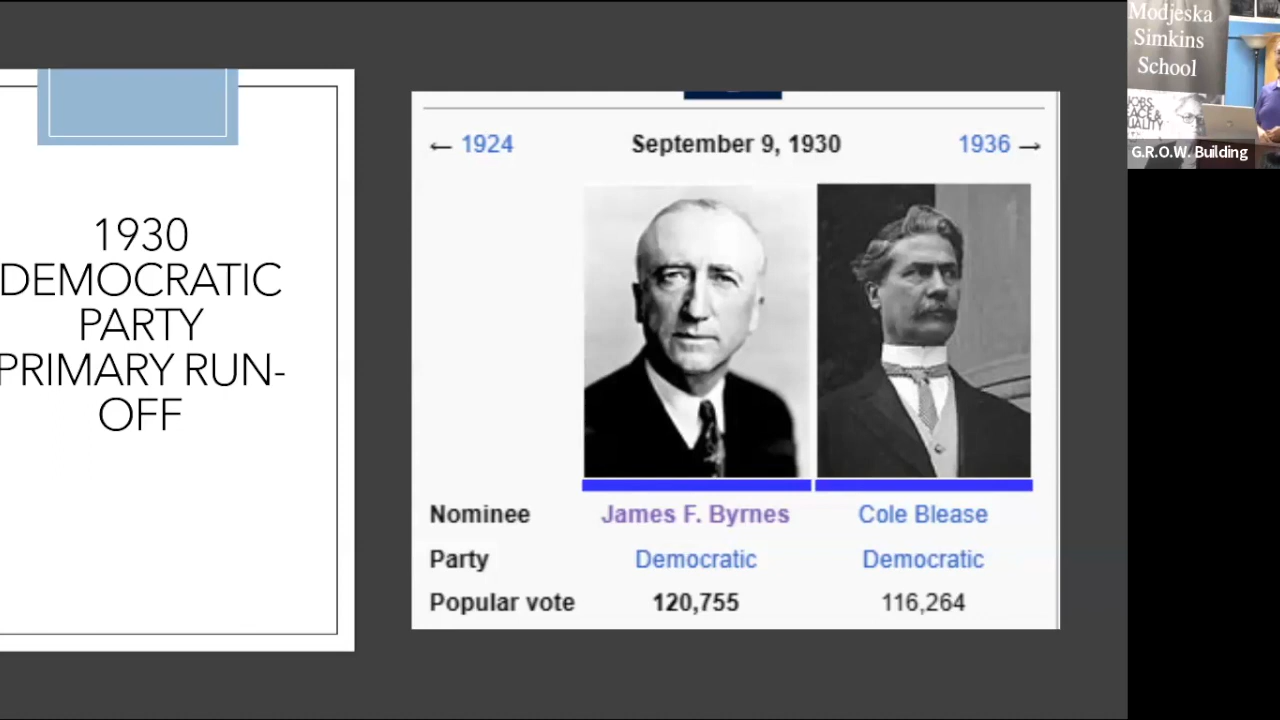 1930
DEMOCRATIC
PARTY
PRIMARY RUN-
OFF
← 1924 September 9, 1930 1936 →
Nominee James F. Byrnes Cole Blease
Party Democratic Democratic
Popular vote 120,755 116,264
Modjeska
Simkins
School
G.R.O.W. Building